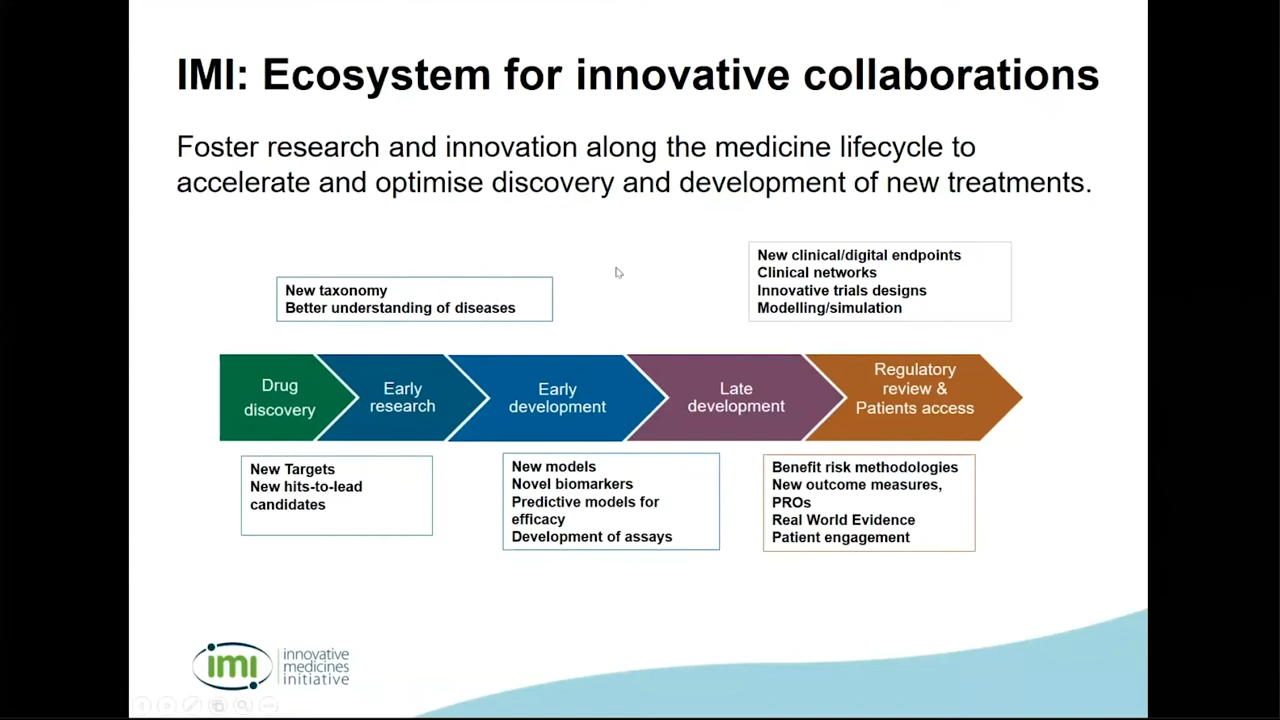 IMI: Ecosystem for innovative collaborations
Foster research and innovation along the medicine lifecycle to
accelerate and optimise discovery and development of new treatments.
New taxonomy
Better understanding of diseases
New clinical/digital endpoints
Clinical networks
Innovative trials designs
Modelling/simulation
Drug
discovery
Early
research
Early
development
Late
development
Regulatory
review &
Patients access
New Targets
New hits-to-lead
candidates
New models
Novel biomarkers
Predictive models for
efficacy
Development of assays
Benefit risk methodologies
New outcome measures,
PROs
Real World Evidence
Patient engagement
imi
innovative
medicines
initiative